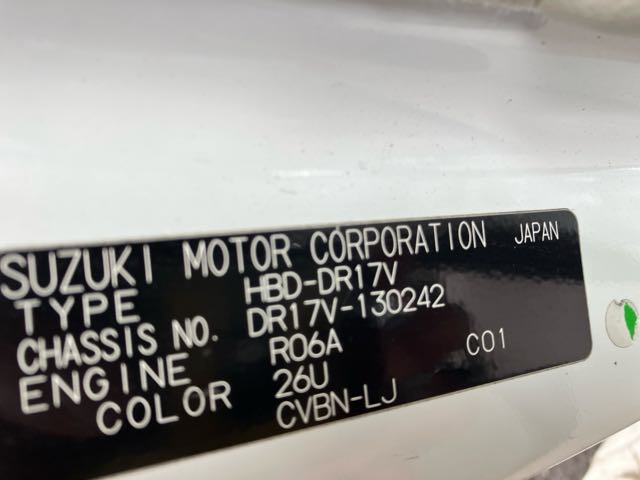 SUZUKI MOTOR CORPORATION JAPAN
TYPE HBD-DR17V
CHASSIS NO. DR17V-130242
ENGINE R06A C01
COLOR 26U
CVBN-LJ